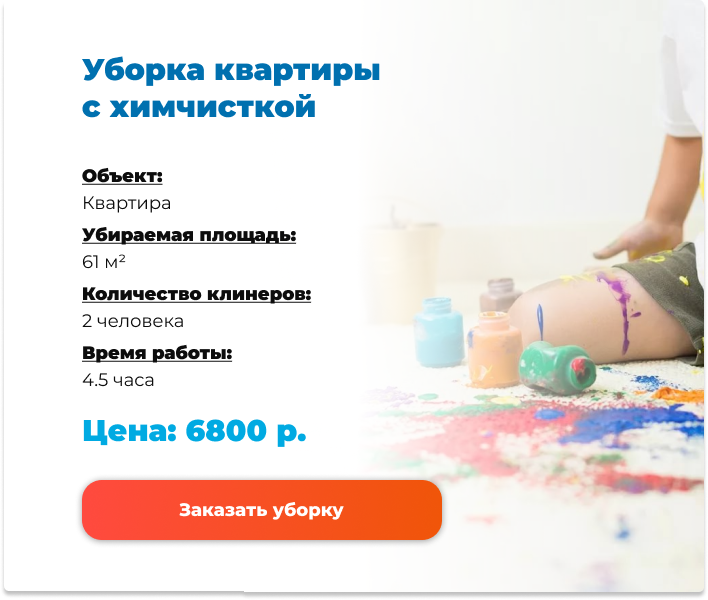 Уборка квартиры
с химчисткой
Объект:
Квартира
Убираемая площадь:
61 м²
Количество клинеров:
2 человека
Время работы:
4.5 часа
Цена: 6800 р.
Заказать уборку